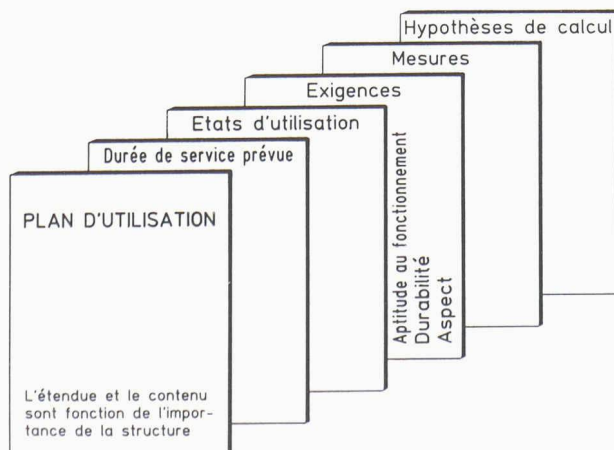 Hypothèses de calcul
Mesures
Exigences
Etats d'utilisation
Durée de service prévue
PLAN D'UTILISATION
Aptitude au fonctionnement
Durabilité
Aspect
L'étendue et le contenu
sont fonction de l'impor-
tance de la structure